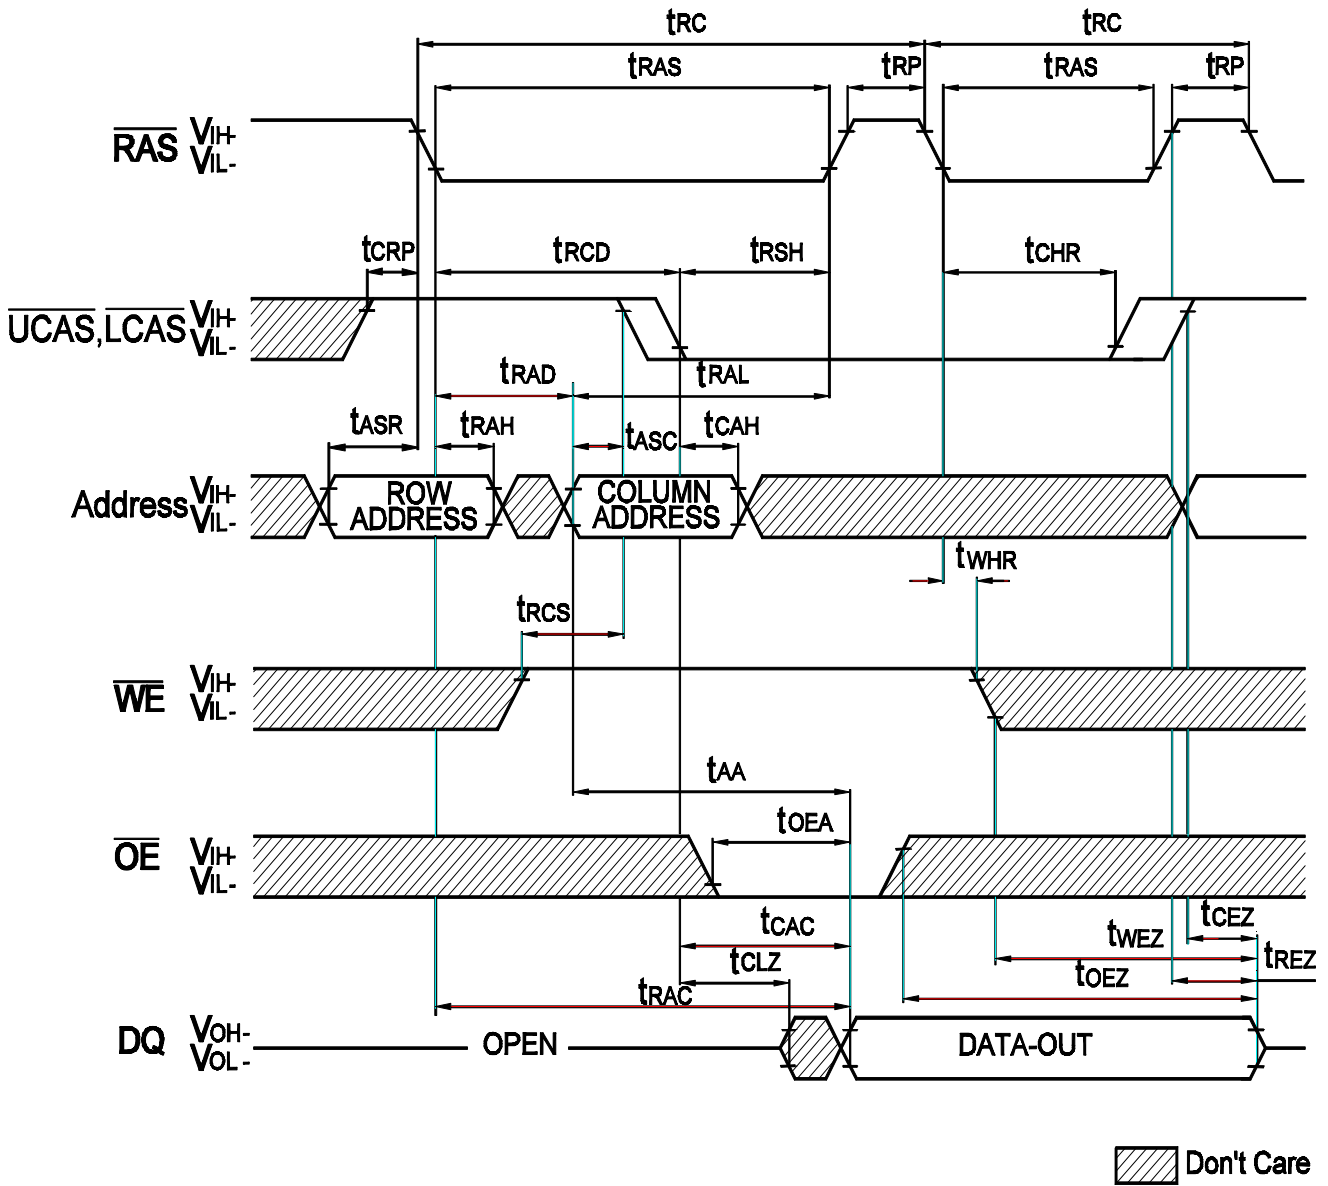 tRC tRC
tRAS tRP tRAS tRP
RAS VIH-
VIL-
tCRP tRCD tRSH tCHR
UCAS,LCAS VIH-
VIL-
tRAD tRAL
tASR tRAH tASC tCAH
Address VIH-
VIL-
ROW
ADDRESS
COLUMN
ADDRESS
tWHR
tRCS
WE VIH-
VIL-
tAA
tOEA
OE VIH-
VIL-
tCEZ
tCAC tWEZ
tREZ
tCLZ tOEZ
tRAC
DQ VOH-
VOL-
OPEN DATA-OUT
Don't Care